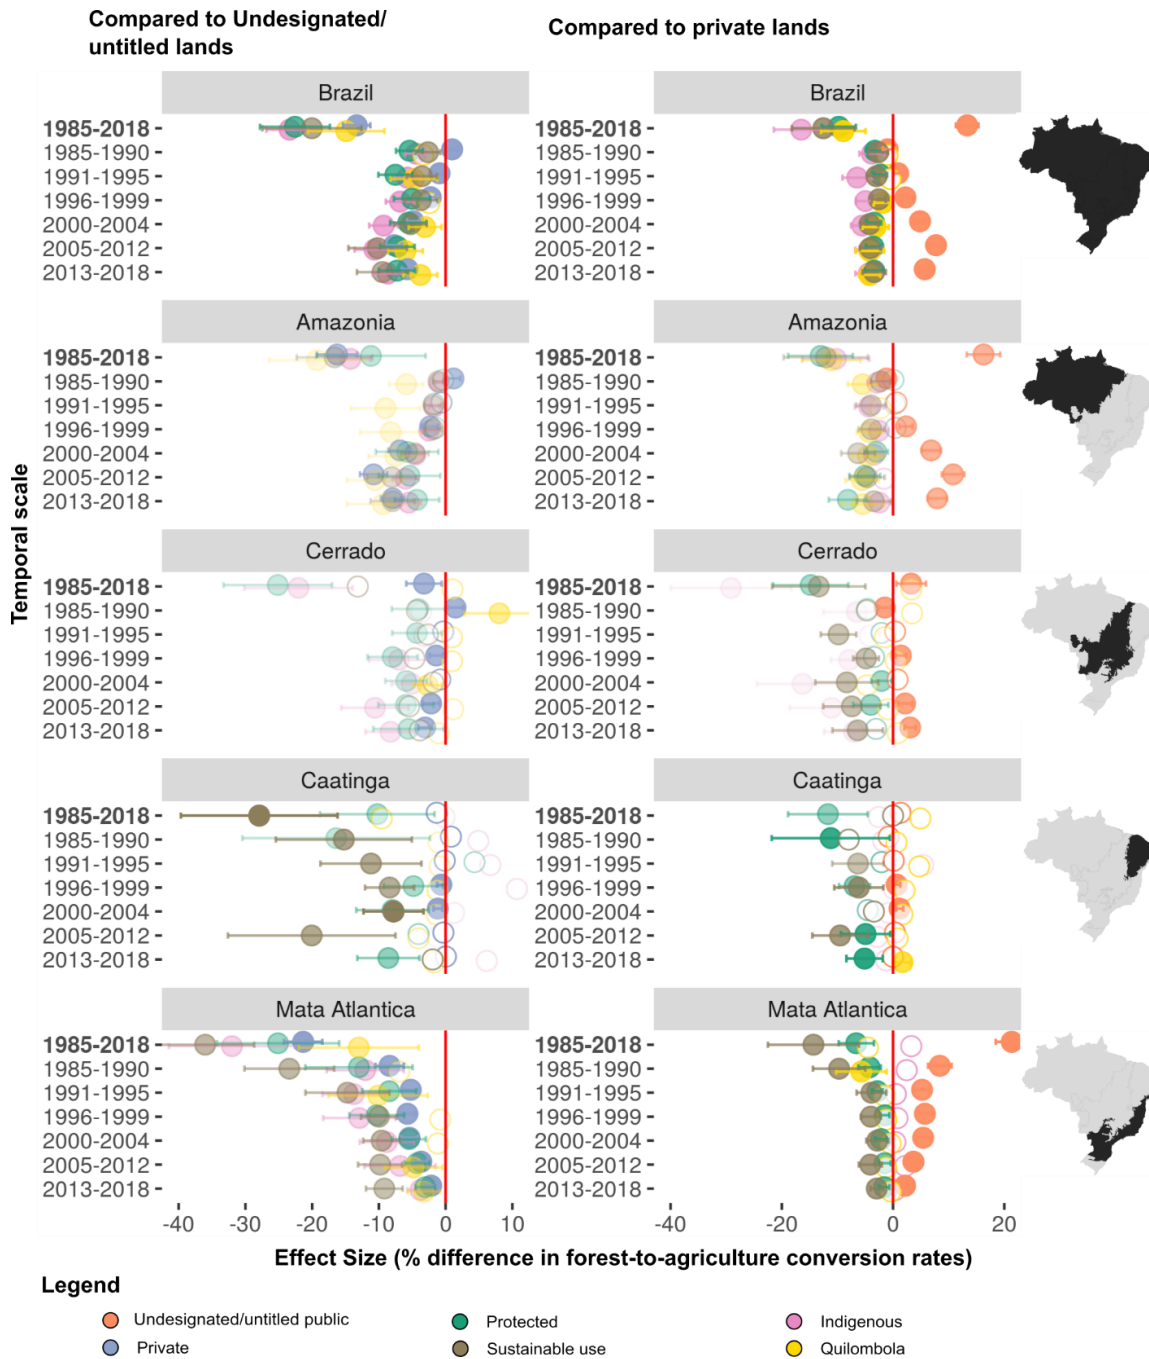 Compared to Undesignated/
untitled lands
Compared to private lands
Temporal scale
Brazil
Brazil
1985-2018
1985-2018
1985-1990
1985-1990
1991-1995
1991-1995
1996-1999
1996-1999
2000-2004
2000-2004
2005-2012
2005-2012
2013-2018
2013-2018
Amazonia
Amazonia
1985-2018
1985-2018
1985-1990
1985-1990
1991-1995
1991-1995
1996-1999
1996-1999
2000-2004
2000-2004
2005-2012
2005-2012
2013-2018
2013-2018
Cerrado
Cerrado
1985-2018
1985-2018
1985-1990
1985-1990
1991-1995
1991-1995
1996-1999
1996-1999
2000-2004
2000-2004
2005-2012
2005-2012
2013-2018
2013-2018
Caatinga
Caatinga
1985-2018
1985-2018
1985-1990
1985-1990
1991-1995
1991-1995
1996-1999
1996-1999
2000-2004
2000-2004
2005-2012
2005-2012
2013-2018
2013-2018
Mata Atlantica
Mata Atlantica
1985-2018
1985-2018
1985-1990
1985-1990
1991-1995
1991-1995
1996-1999
1996-1999
2000-2004
2000-2004
2005-2012
2005-2012
2013-2018
2013-2018
-40 -30 -20 -10 0 10
-40 -20 0 20
Effect Size (% difference in forest-to-agriculture conversion rates)
Legend
Undesignated/untitled public
Protected
Indigenous
Private
Sustainable use
Quilombola